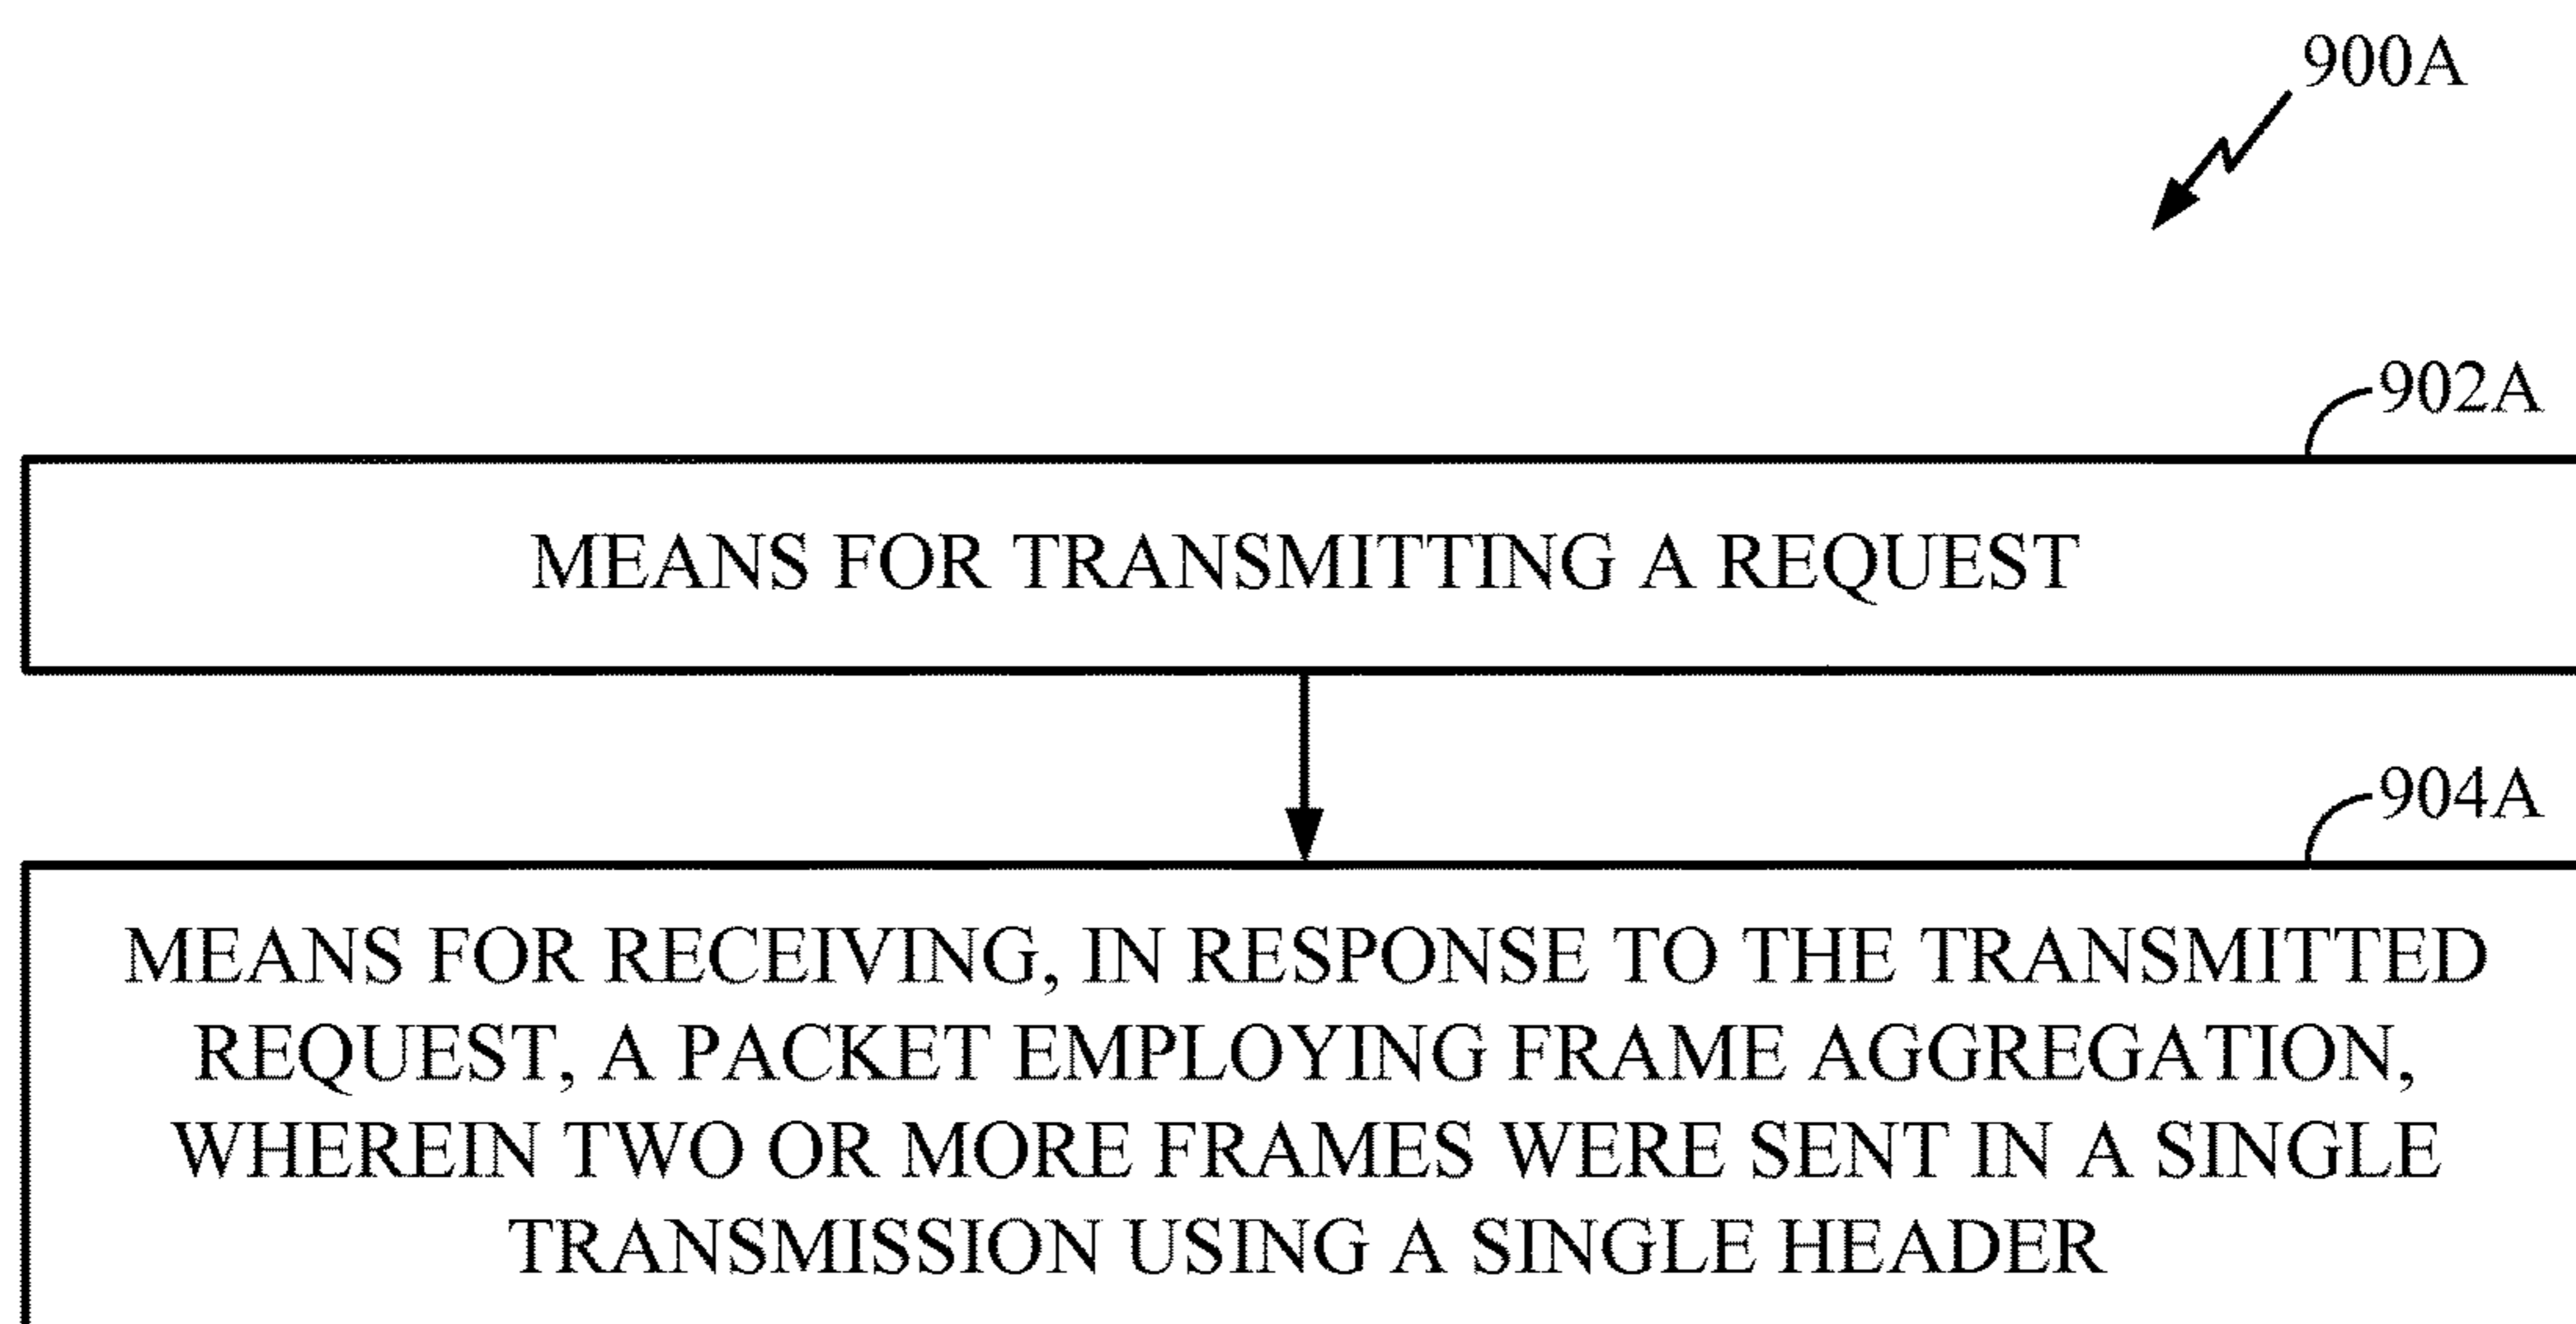 900A
902A
MEANS FOR TRANSMITTING A REQUEST
904A
MEANS FOR RECEIVING, IN RESPONSE TO THE TRANSMITTED
REQUEST, A PACKET EMPLOYING FRAME AGGREGATION,
WHEREIN TWO OR MORE FRAMES WERE SENT IN A SINGLE
TRANSMISSION USING A SINGLE HEADER